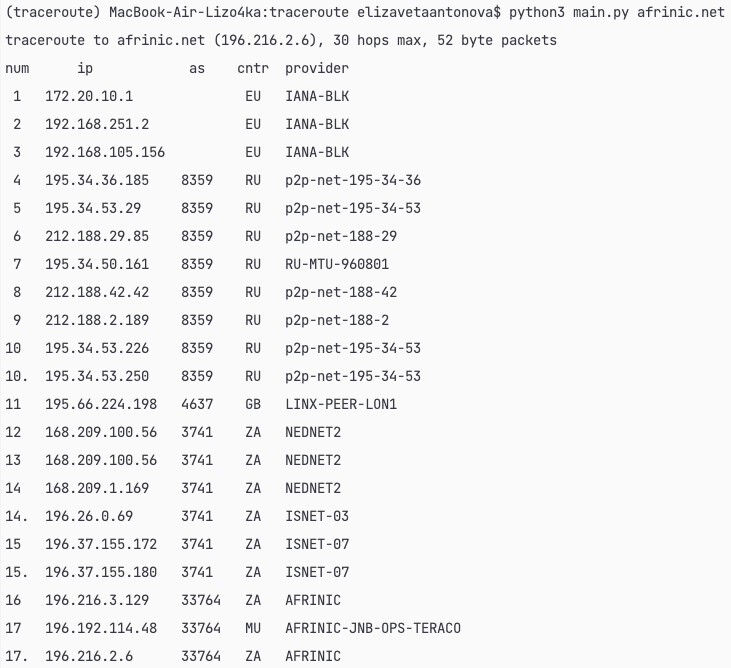 (traceroute) MacBook-Air-Lizo4ka:traceroute elizavetaantonova$ python3 main.py afrinic.net
traceroute to afrinic.net (196.216.2.6), 30 hops max, 52 byte packets
num      ip            as    cntr  provider
 1   172.20.10.1              EU   IANA-BLK
 2   192.168.251.2            EU   IANA-BLK
 3   192.168.105.156          EU   IANA-BLK
 4   195.34.36.185    8359    RU   p2p-net-195-34-36
 5   195.34.53.29     8359    RU   p2p-net-195-34-53
 6   212.188.29.85    8359    RU   p2p-net-188-29
 7   195.34.50.161    8359    RU   RU-MTU-960801
 8   212.188.42.42    8359    RU   p2p-net-188-42
 9   212.188.2.189    8359    RU   p2p-net-188-2
10   195.34.53.226    8359    RU   p2p-net-195-34-53
10.  195.34.53.250    8359    RU   p2p-net-195-34-53
11   195.66.224.198   4637    GB   LINX-PEER-LON1
12   168.209.100.56   3741    ZA   NEDNET2
13   168.209.100.56   3741    ZA   NEDNET2
14   168.209.1.169    3741    ZA   NEDNET2
14.  196.26.0.69      3741    ZA   ISNET-03
15   196.37.155.172   3741    ZA   ISNET-07
15.  196.37.155.180   3741    ZA   ISNET-07
16   196.216.3.129    33764   ZA   AFRINIC
17   196.192.114.48   33764   MU   AFRINIC-JNB-OPS-TERACO
17.  196.216.2.6      33764   ZA   AFRINIC